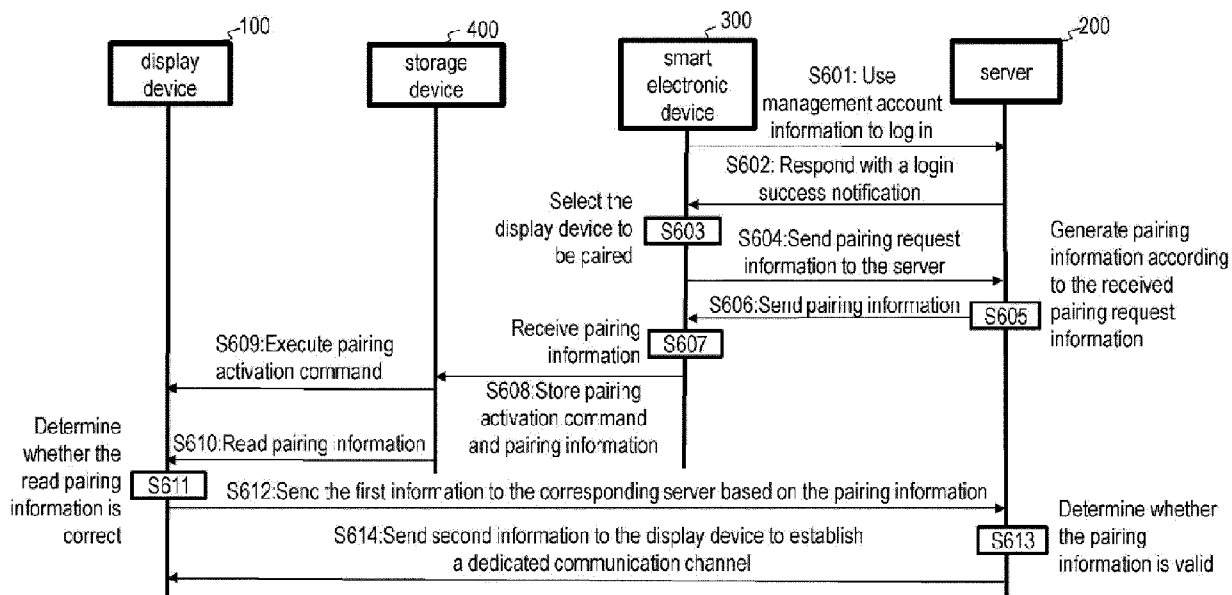 100
400
300
200
display
device
storage
device
smart
electronic
device
server
S601: Use
management account
information to log in
S602: Respond with a login
success notification
Select the
display device to
be paired
S603
S604:Send pairing request
information to the server
Generate pairing
information according
to the received
pairing request
information
S606:Send pairing information
S605
Receive pairing
information
S607
S609:Execute pairing
activation command
S608:Store pairing
activation command
and pairing information
Determine
whether the
read pairing
information is
correct
S610:Read pairing information
S611
S612:Senc the first information to the corresponding server based on the pairing information
S614:Send second information to the display device to establish
a dedicated communication channel
S613
Determine whether
the pairing
information is valid